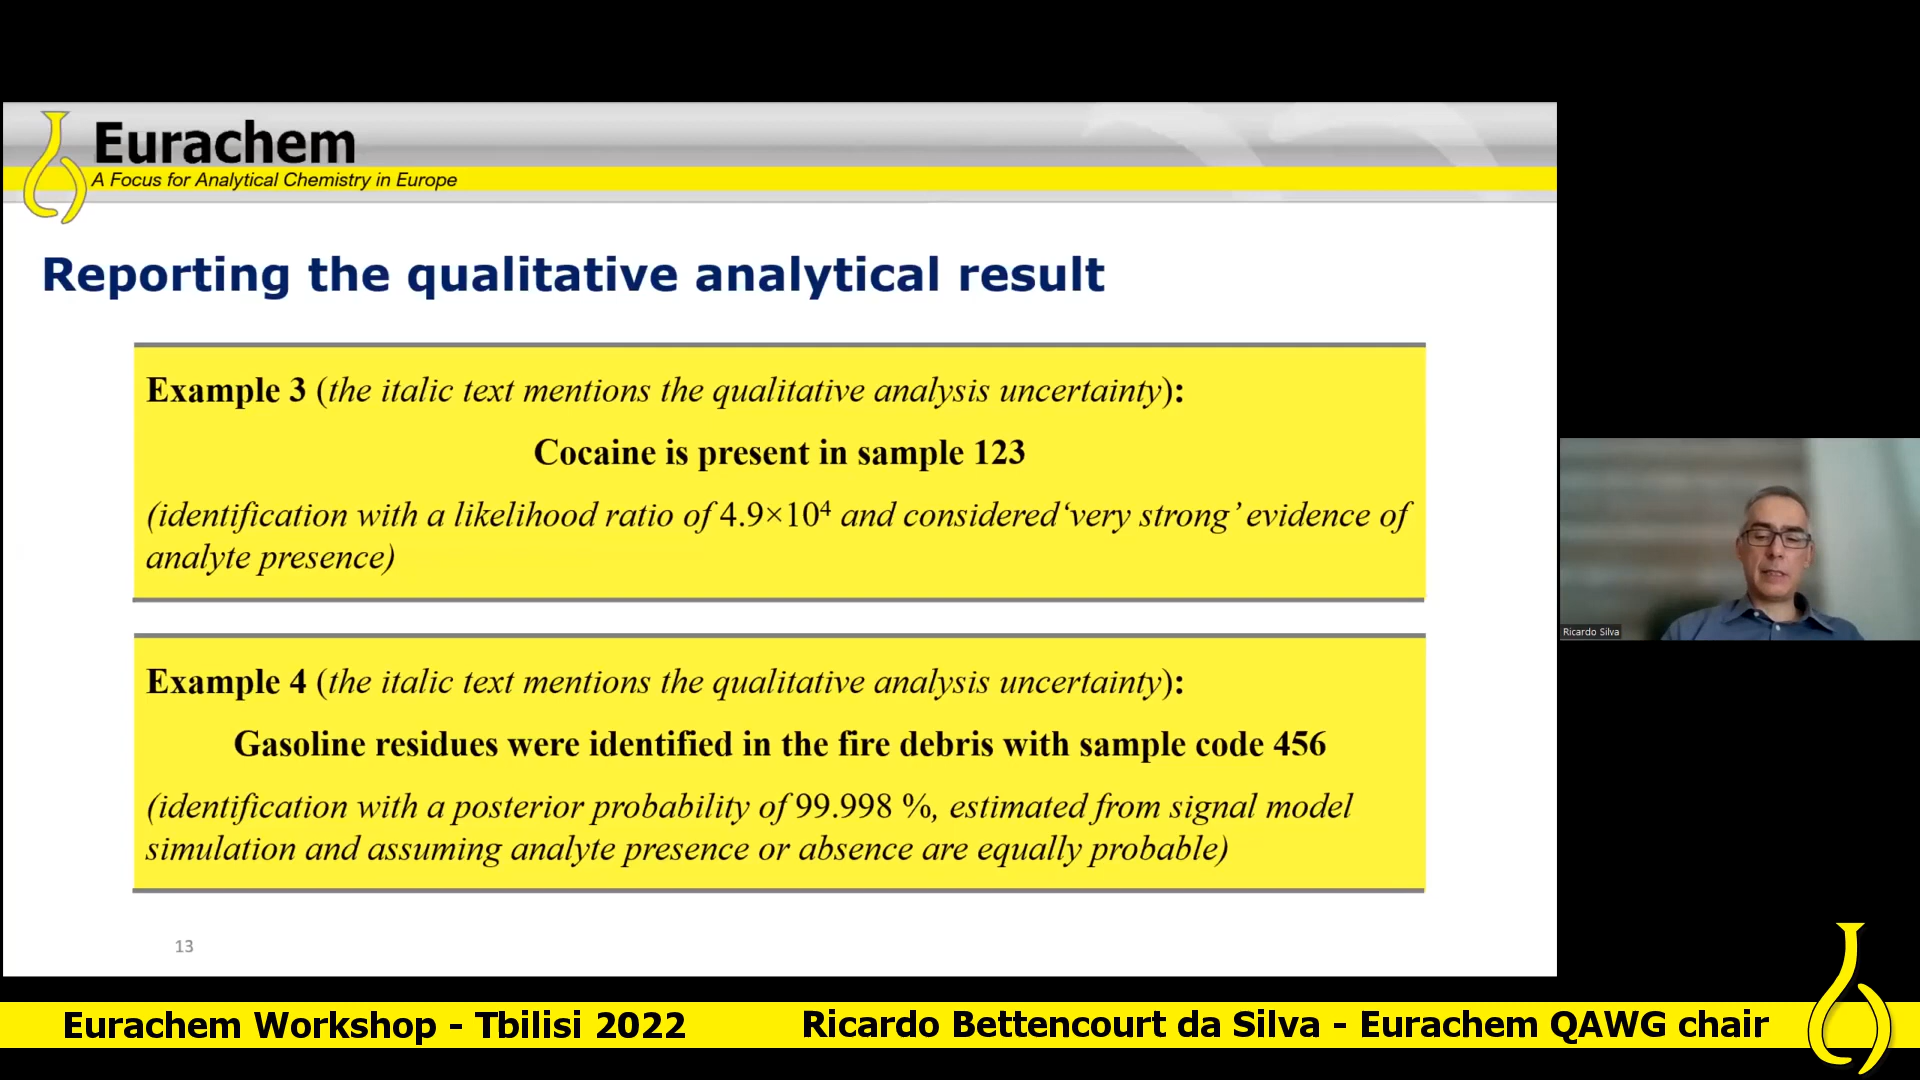 Eurachem
A Focus for Analytical Chemistry in Europe
Reporting the qualitative analytical result
Example 3 (the italic text mentions the qualitative analysis uncertainty):
Cocaine is present in sample 123
(identification with a likelihood ratio of 4.9×10⁴ and considered ‘very strong’ evidence of
analyte presence)
Example 4 (the italic text mentions the qualitative analysis uncertainty):
Gasoline residues were identified in the fire debris with sample code 456
(identification with a posterior probability of 99.998 %, estimated from signal model
simulation and assuming analyte presence or absence are equally probable)
13
Ricardo Silva
Eurachem Workshop - Tbilisi 2022
Ricardo Bettencourt da Silva - Eurachem QAWG chair